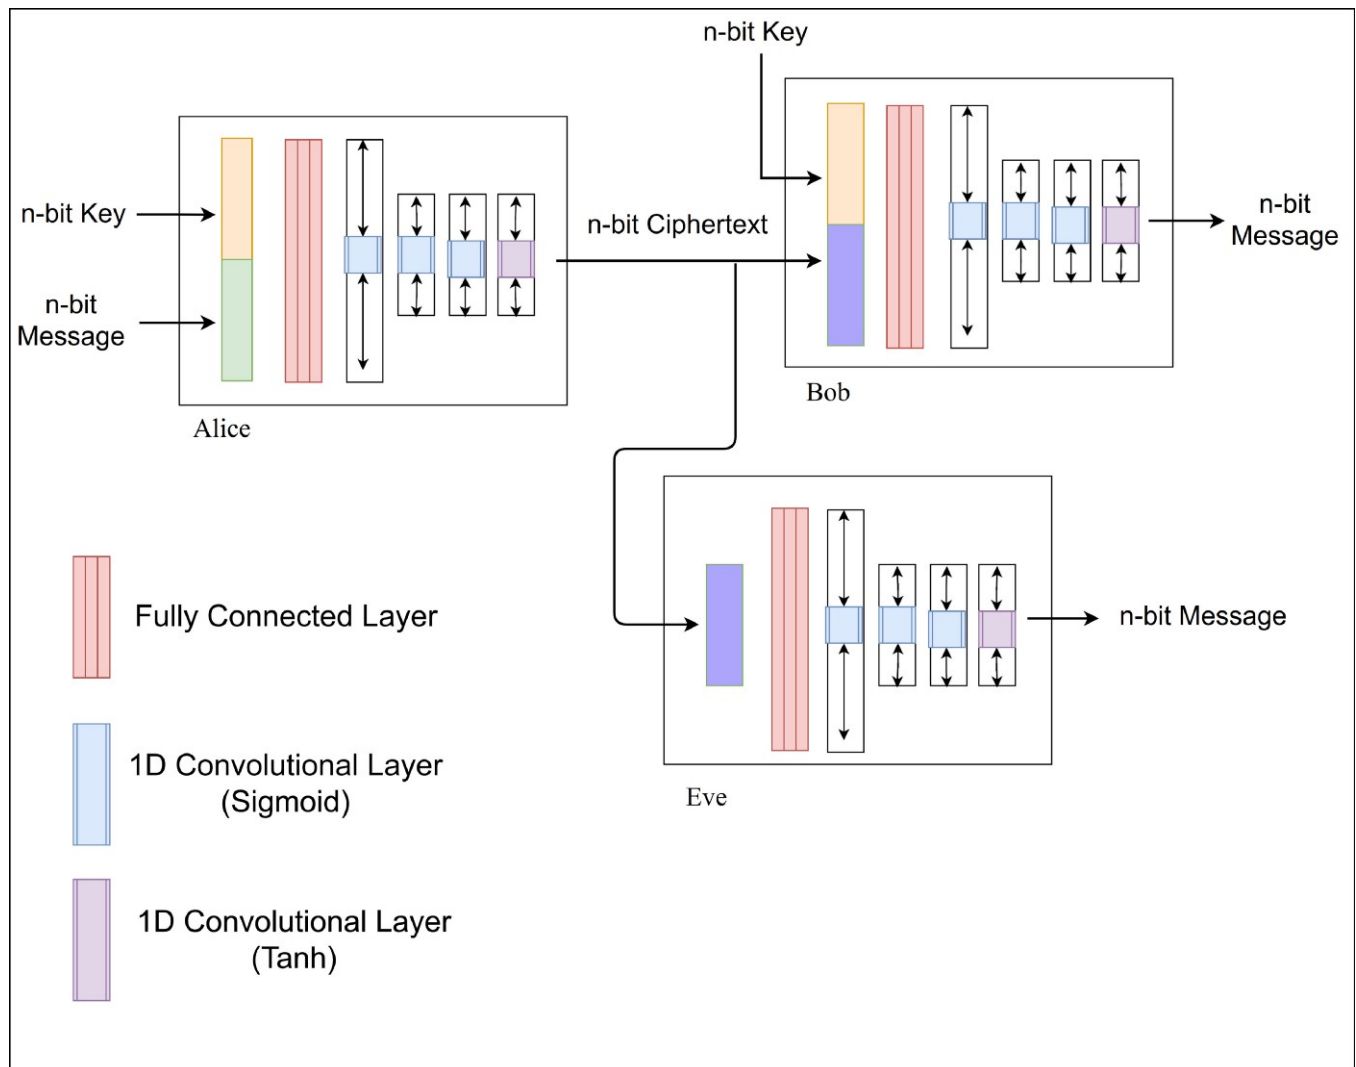 n-bit Key
n-bit Key
n-bit
Message
n-bit Ciphertext
n-bit
Message
Alice
Bob
Fully Connected Layer
n-bit Message
1D Convolutional Layer
(Sigmoid)
Eve
1D Convolutional Layer
(Tanh)